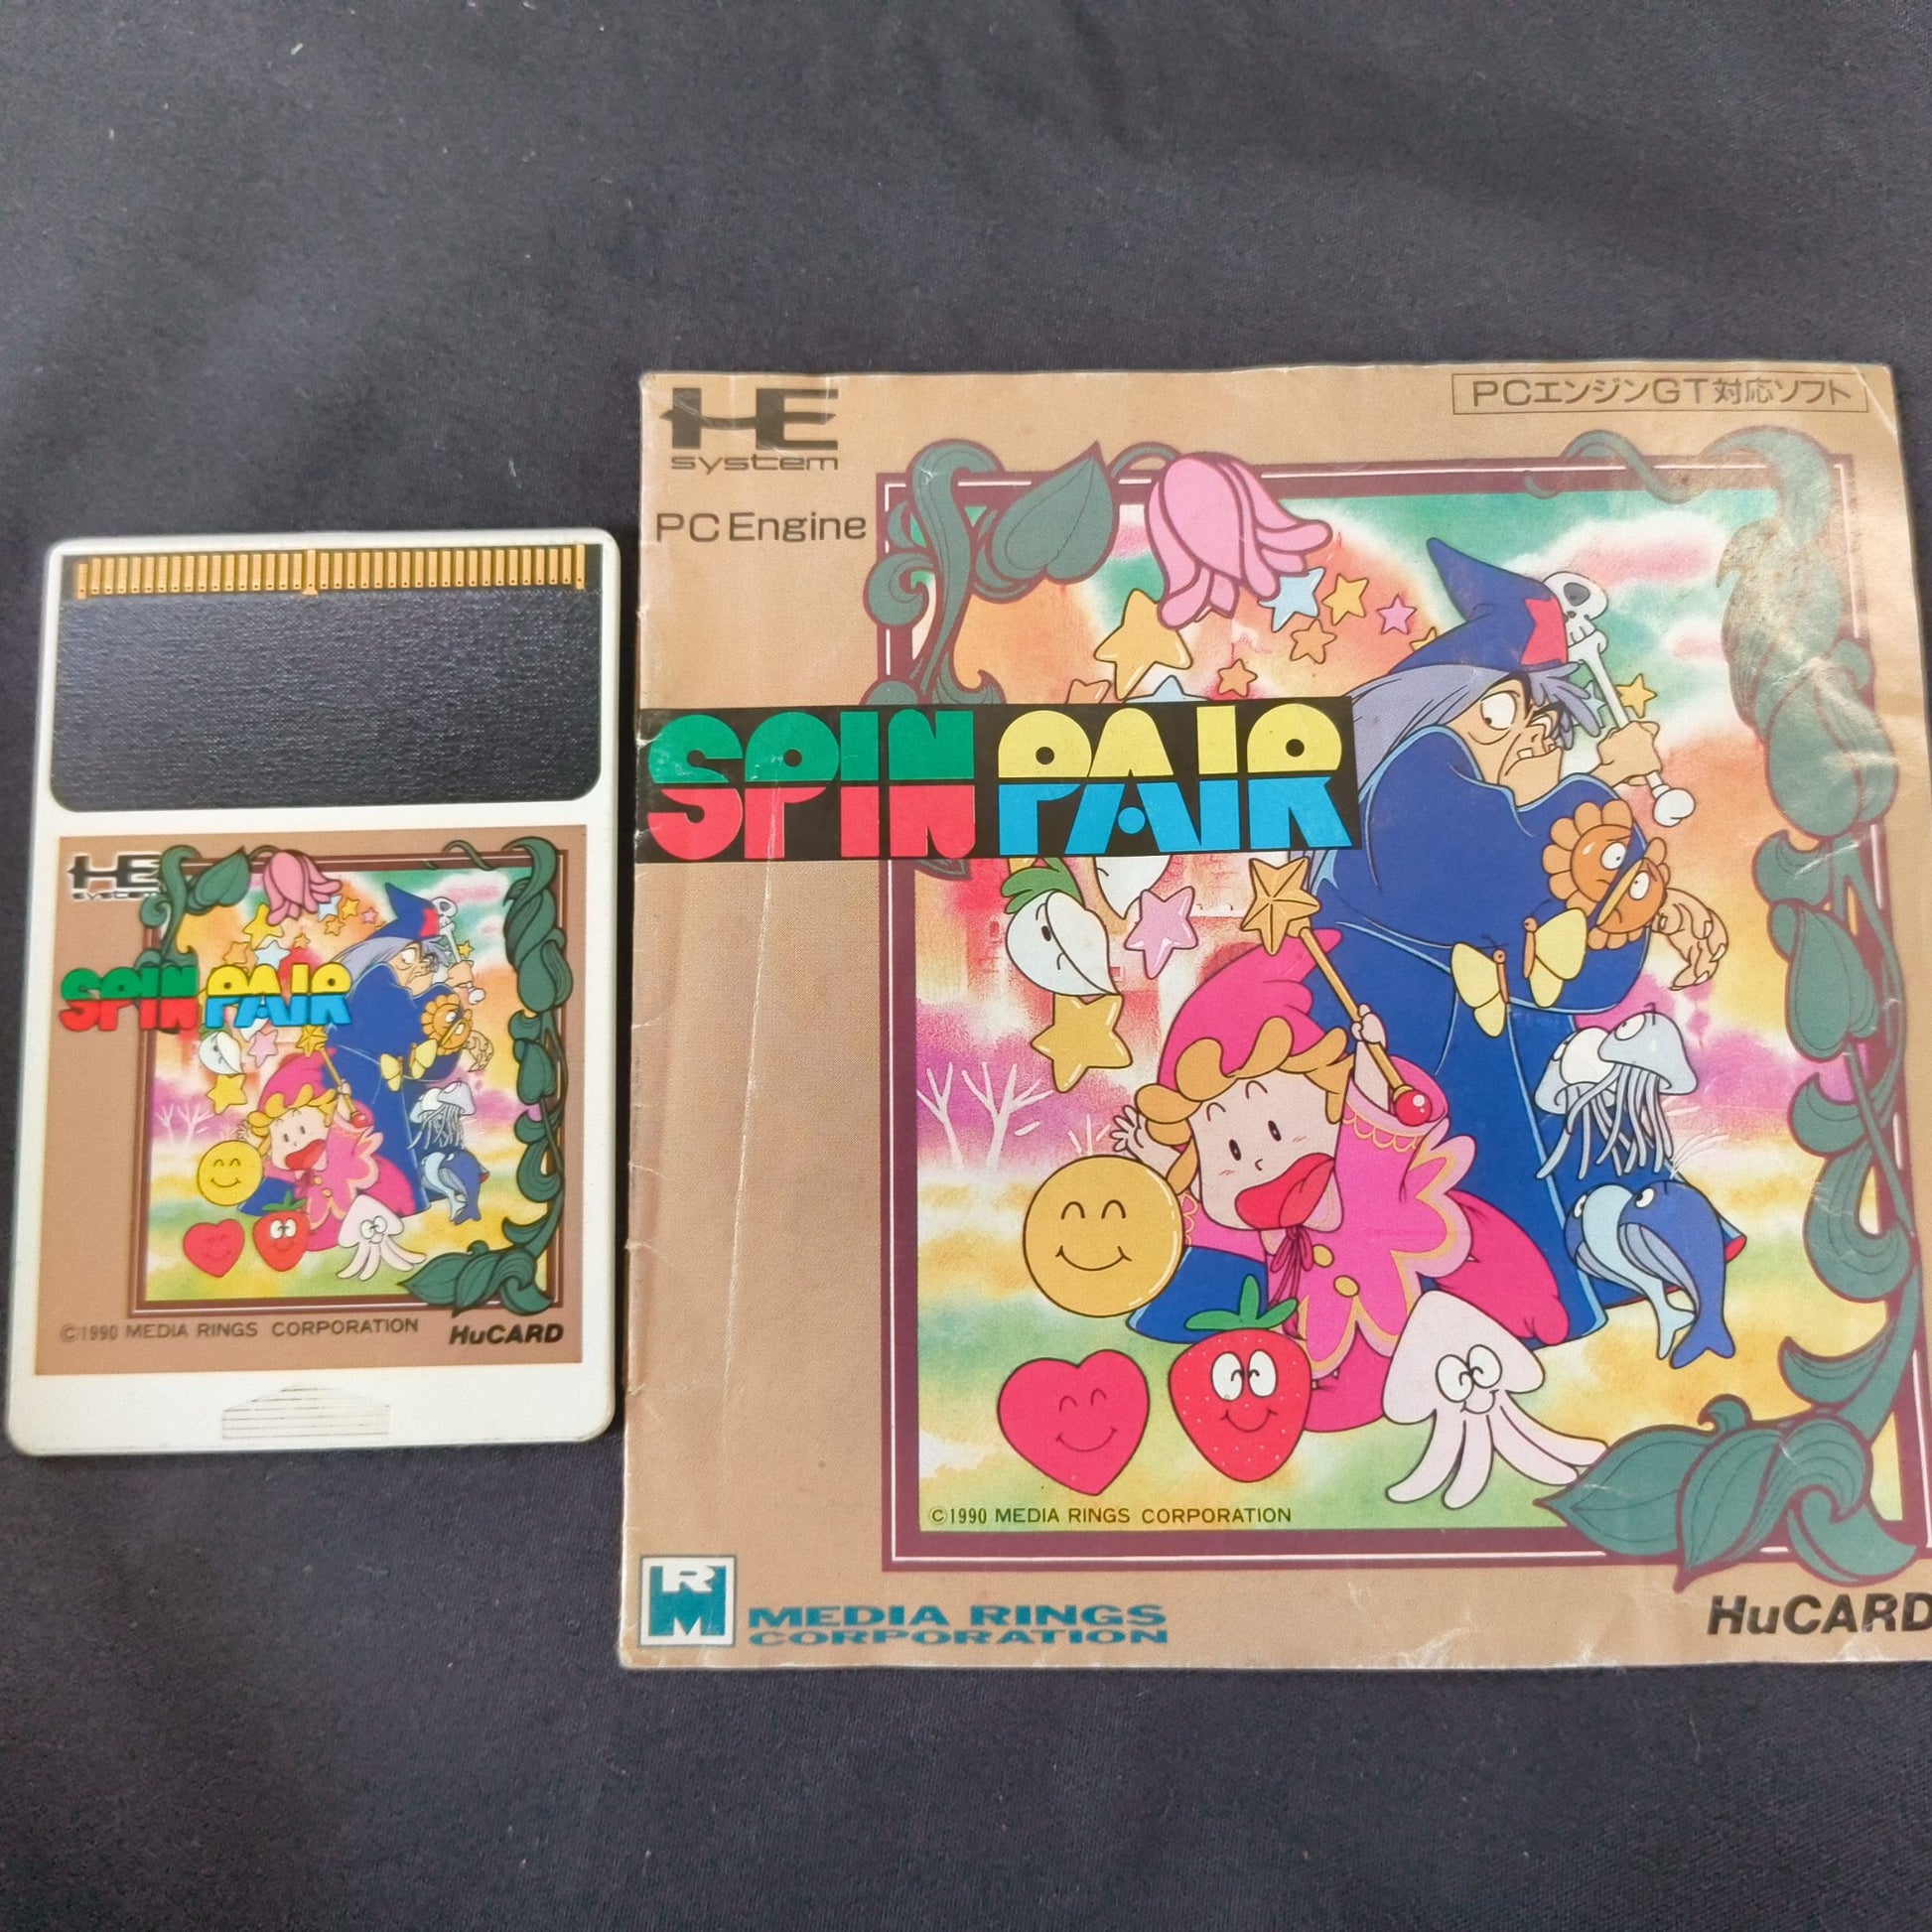 HE
system
SPIN PAIR
©1990 MEDIA RINGS CORPORATION
HuCARD
HE
system
PC Engine
PCエンジンGT対応ソフト
SPIN PAIR
©1990 MEDIA RINGS CORPORATION
RM
MEDIA RINGS
CORPORATION
HuCARD